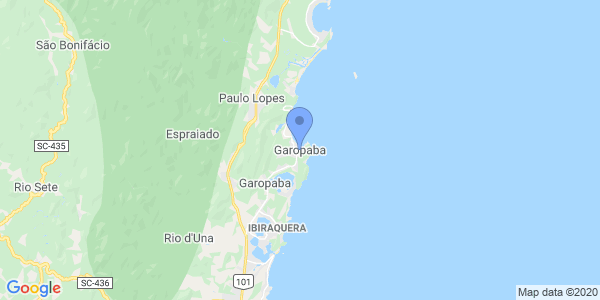 São Bonifácio
Paulo Lopes
Espraiado
SC-435
Garopaba
Rio Sete
Garopaba
IBIRAQUERA
Rio d'Una
SC-436
101
Google
Map data ©2020